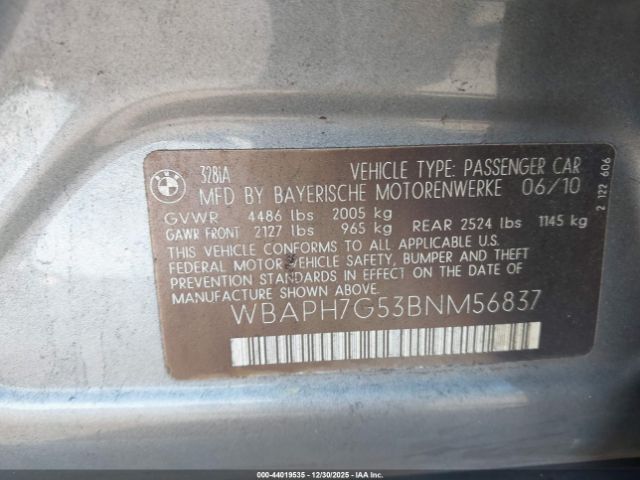 328iA
VEHICLE TYPE: PASSENGER CAR
MFD BY BAYERISCHE MOTORENWERKE 06/10
GVWR 4486 lbs 2005 kg
GAWR FRONT 2127 lbs 965 kg REAR 2524 lbs 1145 kg
THIS VEHICLE CONFORMS TO ALL APPLICABLE U.S.
FEDERAL MOTOR VEHICLE SAFETY, BUMPER AND THEFT
PREVENTION STANDARDS IN EFFECT ON THE DATE OF
MANUFACTURE SHOWN ABOVE.
WBAPH7G53BNM56837
2 122 606
BMW
000-44019535 - 12/30/2025 - IAAI.COM